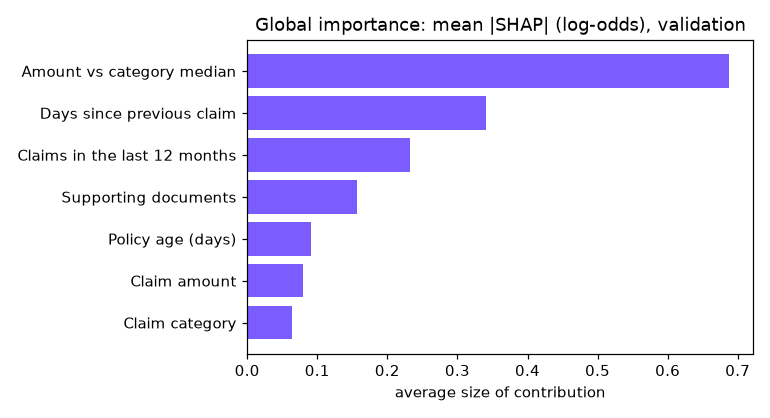 Global importance: mean |SHAP| (log-odds), validation
Amount vs category median
Days since previous claim
Claims in the last 12 months
Supporting documents
Policy age (days)
Claim amount
Claim category
0.0 0.1 0.2 0.3 0.4 0.5 0.6 0.7
average size of contribution